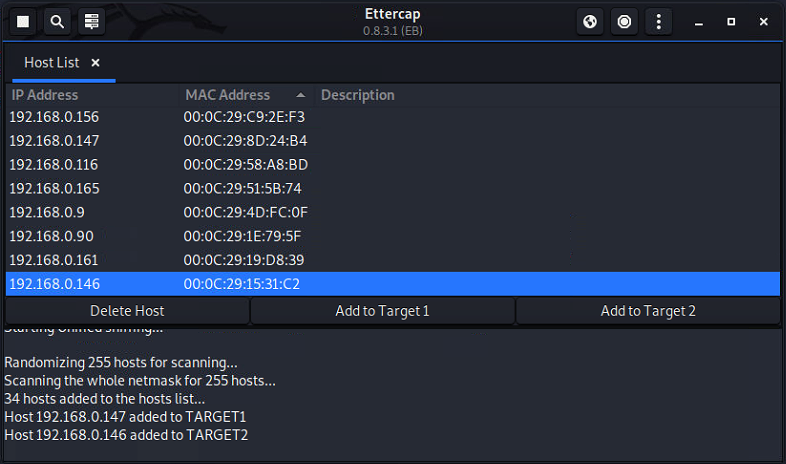 Ettercap
0.8.3.1 (EB)
Host List
IP Address MAC Address Description
192.168.0.156 00:0C:29:C9:2E:F3
192.168.0.147 00:0C:29:8D:24:B4
192.168.0.116 00:0C:29:58:A8:BD
192.168.0.165 00:0C:29:51:5B:74
192.168.0.9 00:0C:29:4D:FC:0F
192.168.0.90 00:0C:29:1E:79:5F
192.168.0.161 00:0C:29:19:D8:39
192.168.0.146 00:0C:29:15:31:C2
Delete Host Add to Target 1 Add to Target 2
Starting Unified sniffing...
Randomizing 255 hosts for scanning...
Scanning the whole netmask for 255 hosts...
34 hosts added to the hosts list...
Host 192.168.0.147 added to TARGET1
Host 192.168.0.146 added to TARGET2